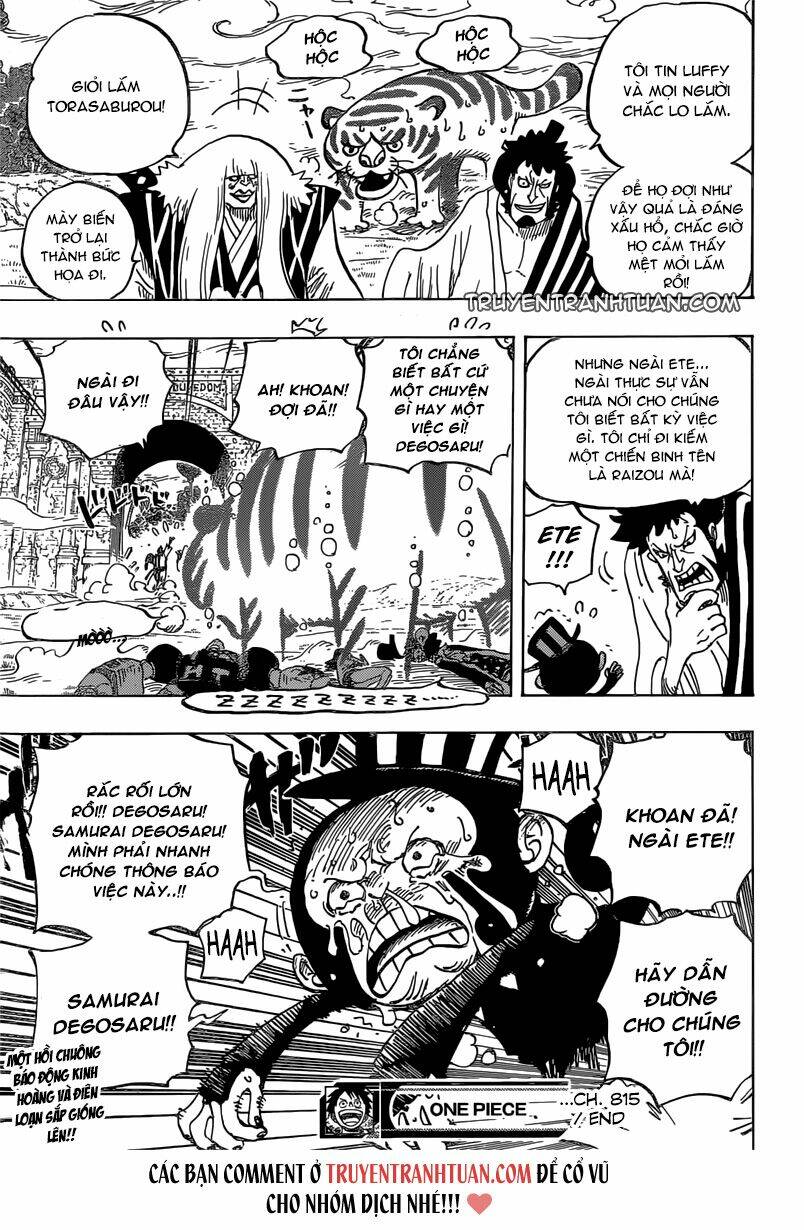 TÔI TIN LUFFY
VÀ MỌI NGƯỜI
CHẮC LO LẮM.
ĐỂ HỌ ĐỢI NHƯ
VẬY QUẢ LÀ ĐÁNG
XẤU HỔ, CHẮC GIỜ
HỌ CẢM THẤY
MỆT MỎI LẮM
RỒI!
HỘC
HỘC
HỘC
HỘC
GIỎI LẮM
TORASABUROU!
MÀY BIẾN
TRỞ LẠI
THÀNH BỨC
HỌA ĐI.
TRUYENTRANHTUAN.COM
NHƯNG NGÀI ETE...
NGÀI THỰC SỰ VẪN
CHƯA NÓI CHO CHÚNG
TÔI BIẾT BẤT KỲ VIỆC
GÌ. TÔI CHỈ ĐI KIẾM
MỘT CHIẾN BINH TÊN
LÀ RAIZOU MÀ!
ETE
!!!
TÔI CHẲNG
BIẾT BẤT CỨ
MỘT CHUYỆN
GÌ HAY MỘT
VIỆC GÌ!
DEGOSARU!
AH! KHOAN!
ĐỢI ĐÃ!!
NGÀI ĐI
ĐÂU VẬY!!
DUKEDOM
ドドドド
MÒÒÒ...
ZZZZZZZZZ...
KHOAN ĐÃ!
NGÀI ETE!!
HAAH
HÃY DẪN
ĐƯỜNG
CHO CHÚNG
TÔI!!
RẮC RỐI LỚN
RỒI!! DEGOSARU!
SAMURAI DEGOSARU!
MÌNH PHẢI NHANH
CHÓNG THÔNG BÁO
VIỆC NÀY..!!
HAAH
SAMURAI
DEGOSARU!!
MỘT HỒI CHUÔNG
BÁO ĐỘNG KINH
HOÀNG VÀ ĐIÊN
LOẠN SẮP GIÓNG
LÊN!!
ONE PIECE
...CH. 815
/ END
CÁC BẠN COMMENT Ở TRUYENTRANHTUAN.COM ĐỂ CỔ VŨ
CHO NHÓM DỊCH NHÉ!!! ❤